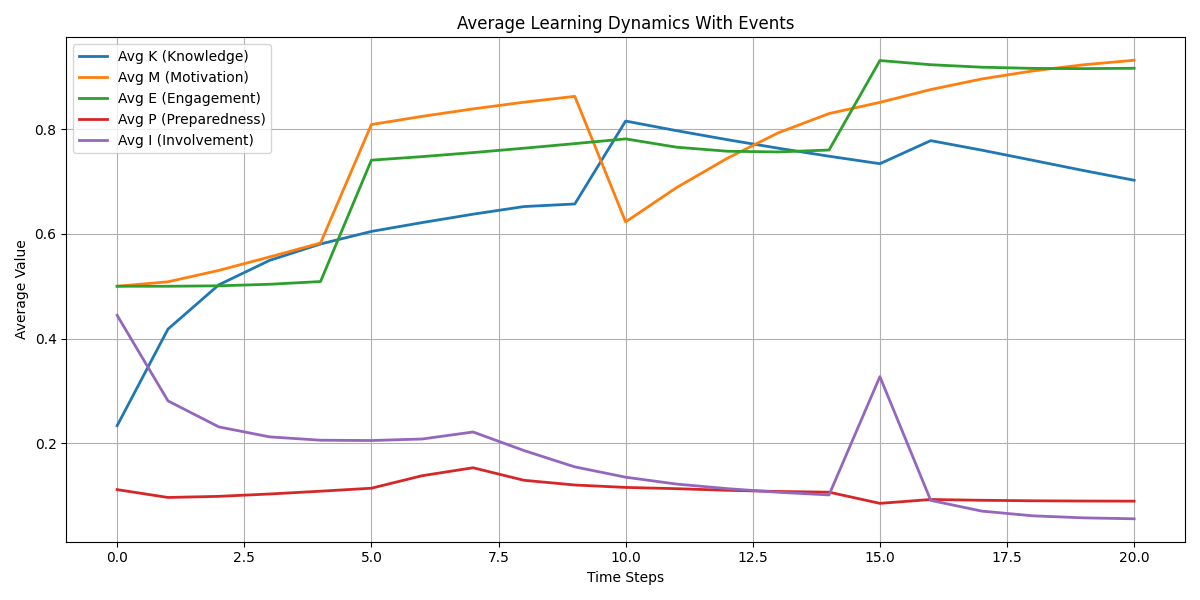 Average Learning Dynamics With Events
Avg K (Knowledge)
Avg M (Motivation)
Avg E (Engagement)
Avg P (Preparedness)
Avg I (Involvement)
Average Value
0.8
0.6
0.4
0.2
0.0 2.5 5.0 7.5 10.0 12.5 15.0 17.5 20.0
Time Steps